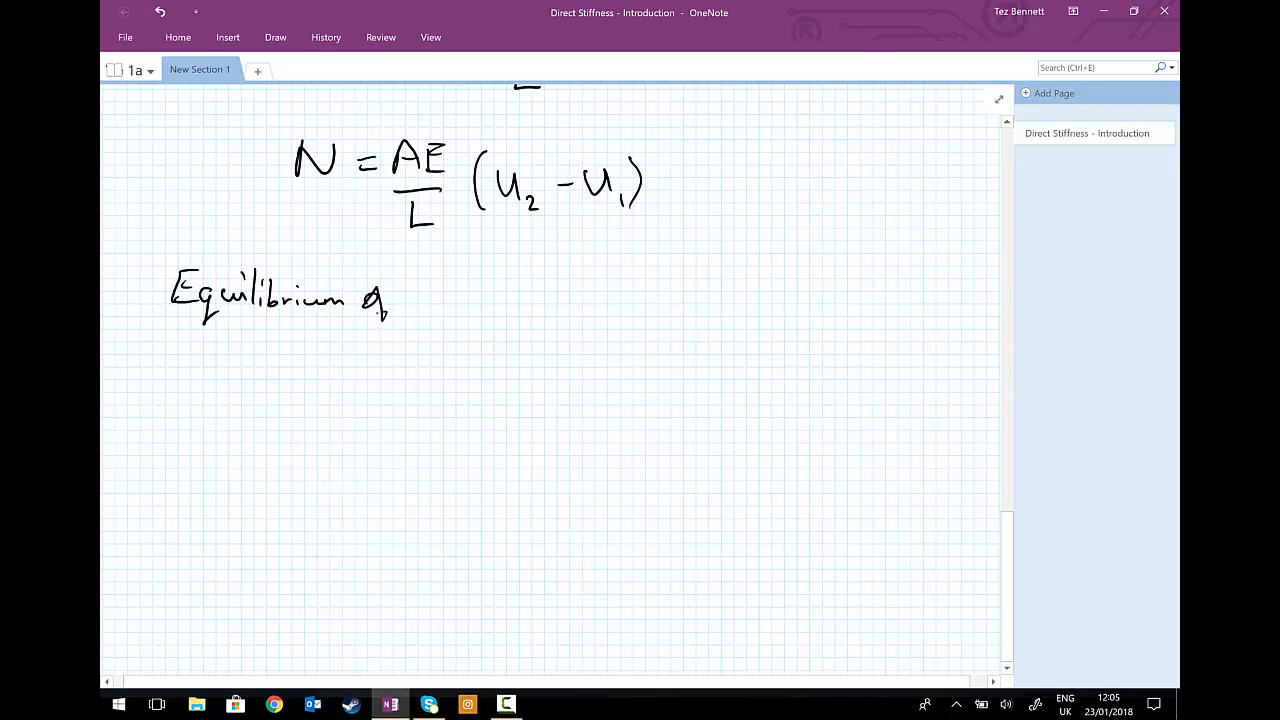 Direct Stiffness - Introduction - OneNote
Tez Bennett
File Home Insert Draw History Review View
1a New Section 1 +
Search (Ctrl+E)
Add Page
Direct Stiffness - Introduction
N = AE/L (u₂ - u₁)
Equilibrium of
ENG 12:05
UK 23/01/2018